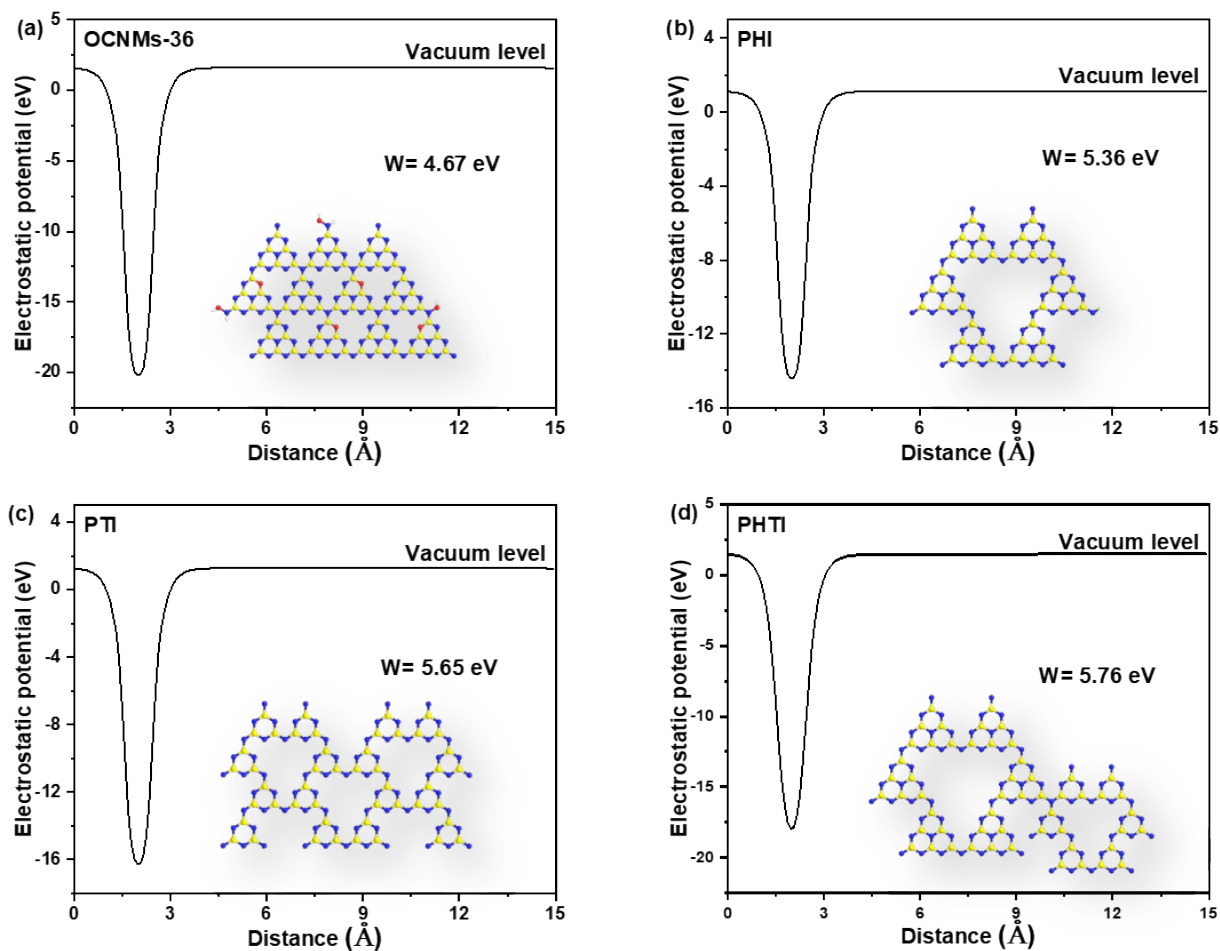 (a)
OCNMs-36
Vacuum level
W= 4.67 eV
Electrostatic potential (eV)
5
0
-5
-10
-15
-20
0 3 6 9 12 15
Distance (Å)
(b)
PHI
Vacuum level
W= 5.36 eV
Electrostatic potential (eV)
4
0
-4
-8
-12
-16
0 3 6 9 12 15
Distance (Å)
(c)
PTI
Vacuum level
W= 5.65 eV
Electrostatic potential (eV)
4
0
-4
-8
-12
-16
0 3 6 9 12 15
Distance (Å)
(d)
PHTI
Vacuum level
W= 5.76 eV
Electrostatic potential (eV)
5
0
-5
-10
-15
-20
0 3 6 9 12 15
Distance (Å)